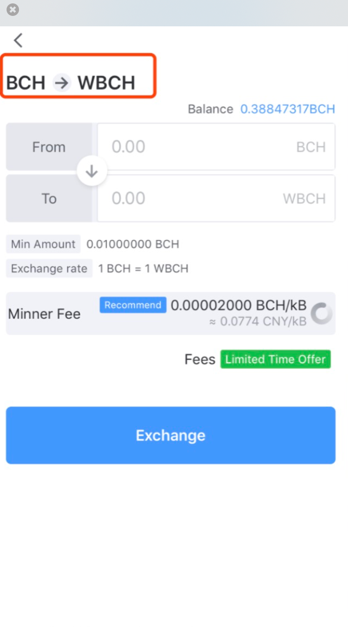 BCH → WBCH
Balance 0.38847317BCH
From 0.00 BCH
To 0.00 WBCH
Min Amount 0.01000000 BCH
Exchange rate 1 BCH = 1 WBCH
Minner Fee Recommend 0.00002000 BCH/kB
≈ 0.0774 CNY/kB
Fees Limited Time Offer
Exchange